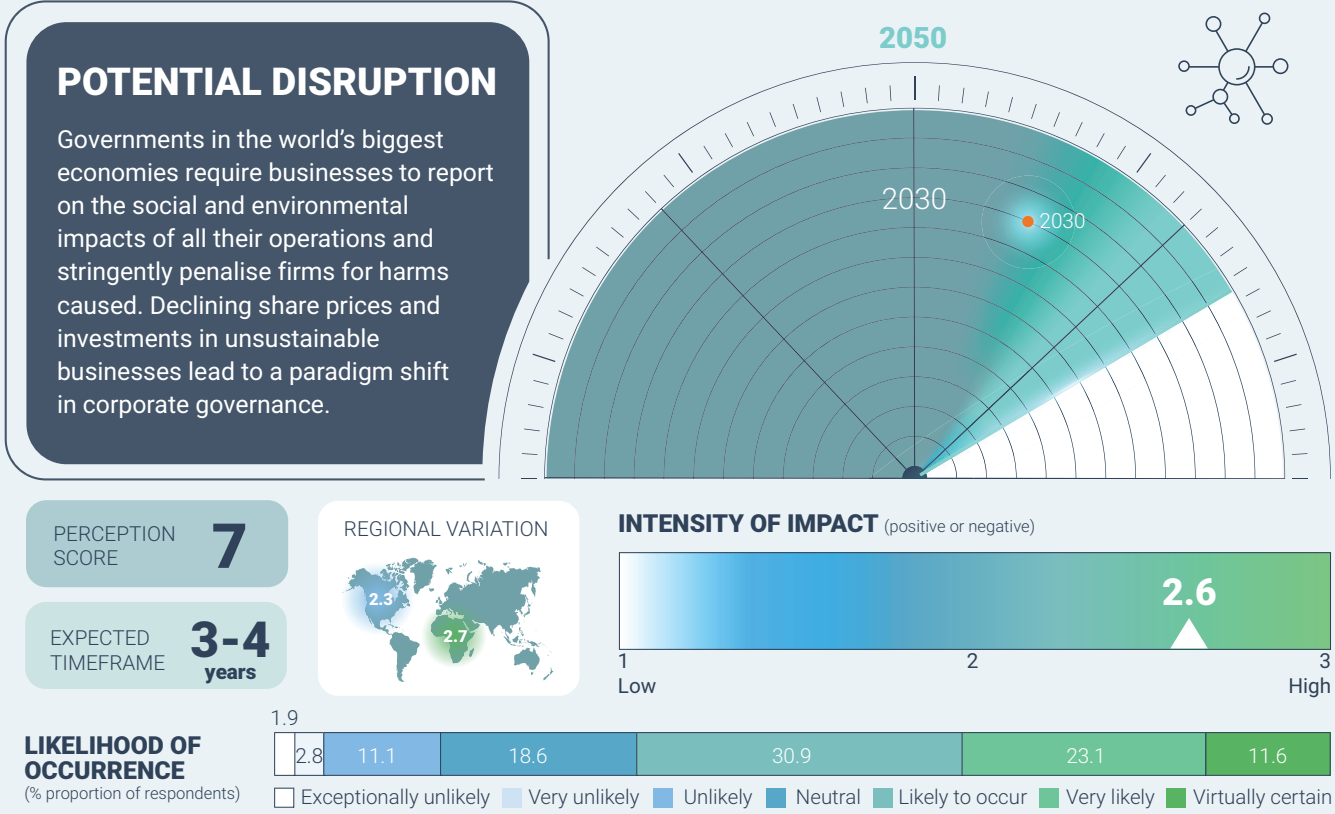 POTENTIAL DISRUPTION
Governments in the world’s biggest
economies require businesses to report
on the social and environmental
impacts of all their operations and
stringently penalise firms for harms
caused. Declining share prices and
investments in unsustainable
businesses lead to a paradigm shift
in corporate governance.
2050
2030
2030
PERCEPTION
SCORE
7
EXPECTED
TIMEFRAME
3-4
years
REGIONAL VARIATION
2.3
2.7
INTENSITY OF IMPACT (positive or negative)
2.6
1 2 3
Low High
LIKELIHOOD OF
OCCURRENCE
(% proportion of respondents)
1.9
2.8 11.1 18.6 30.9 23.1 11.6
Exceptionally unlikely Very unlikely Unlikely Neutral Likely to occur Very likely Virtually certain